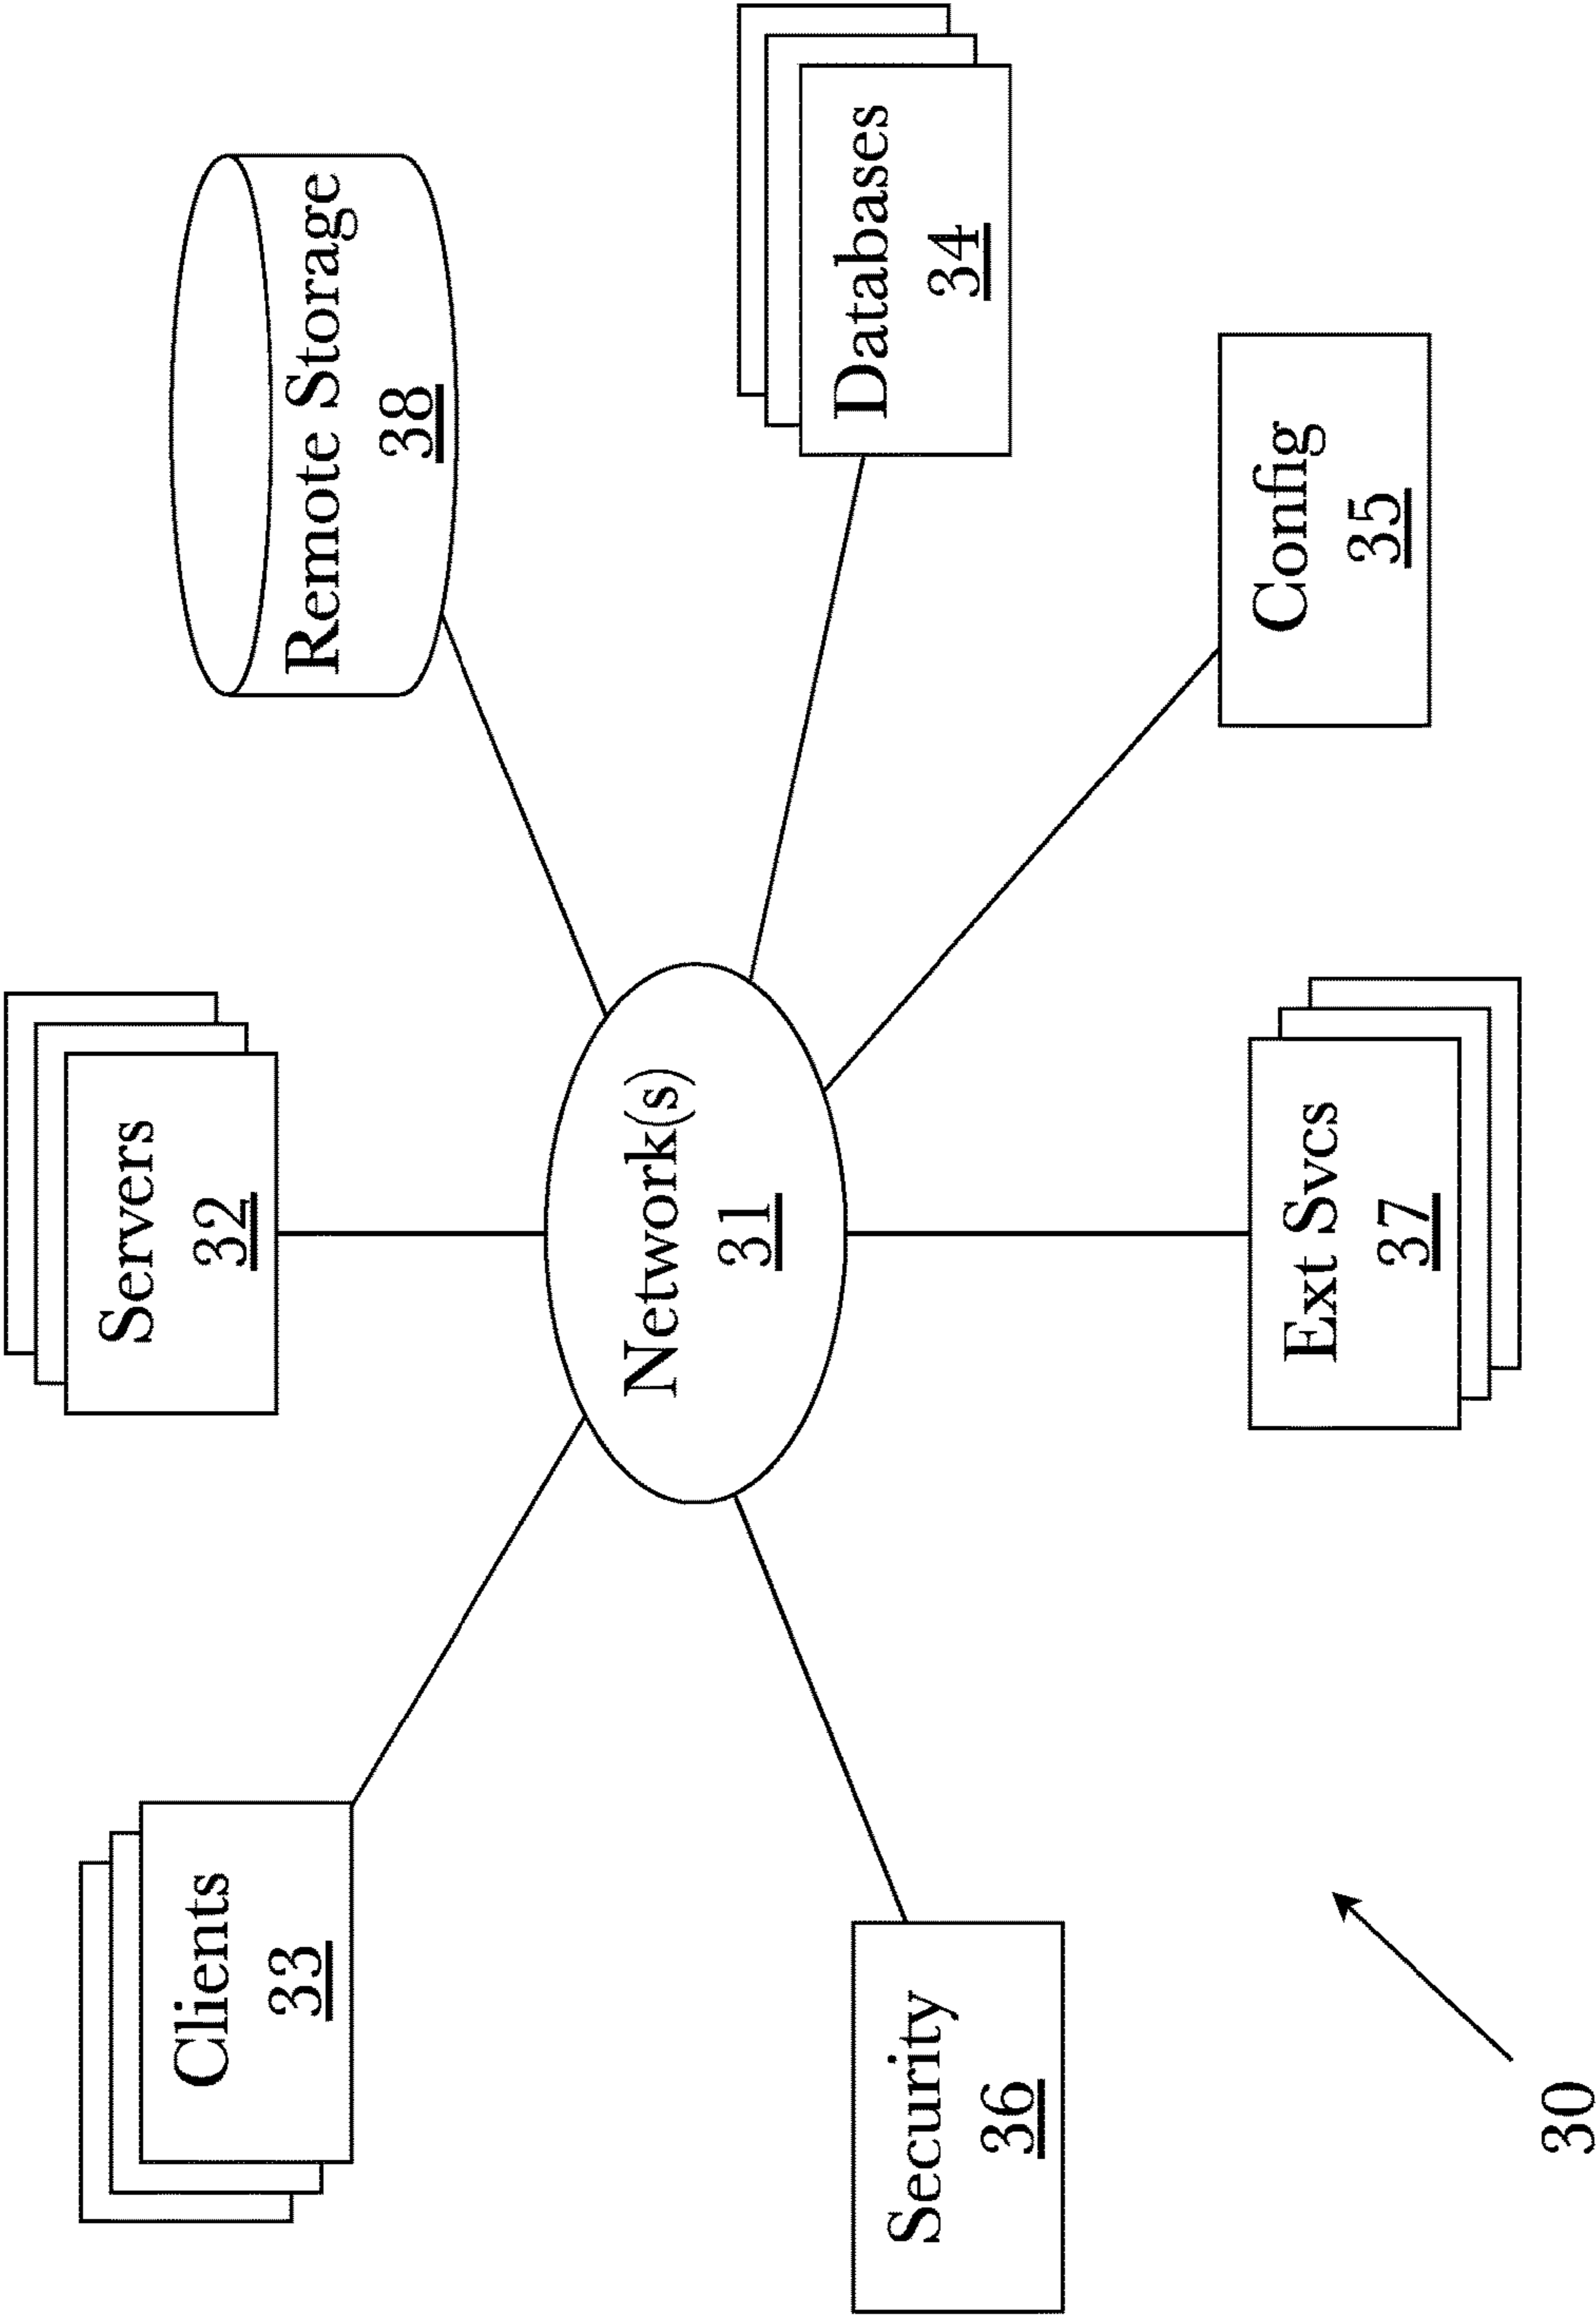 Servers
32
Clients
33
Remote Storage
38
Network(s)
31
Databases
34
Security
36
Config
35
Ext Svcs
37
30